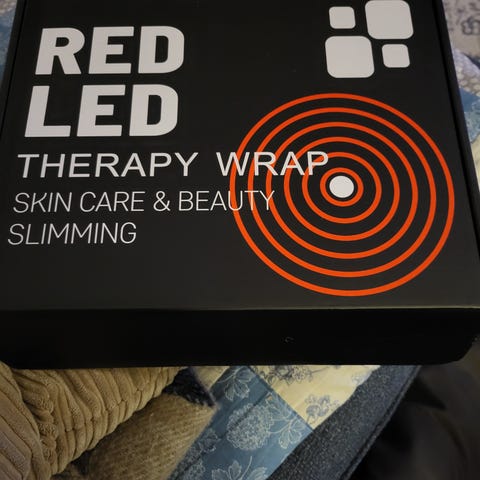 RED
LED
THERAPY WRAP
SKIN CARE & BEAUTY
SLIMMING